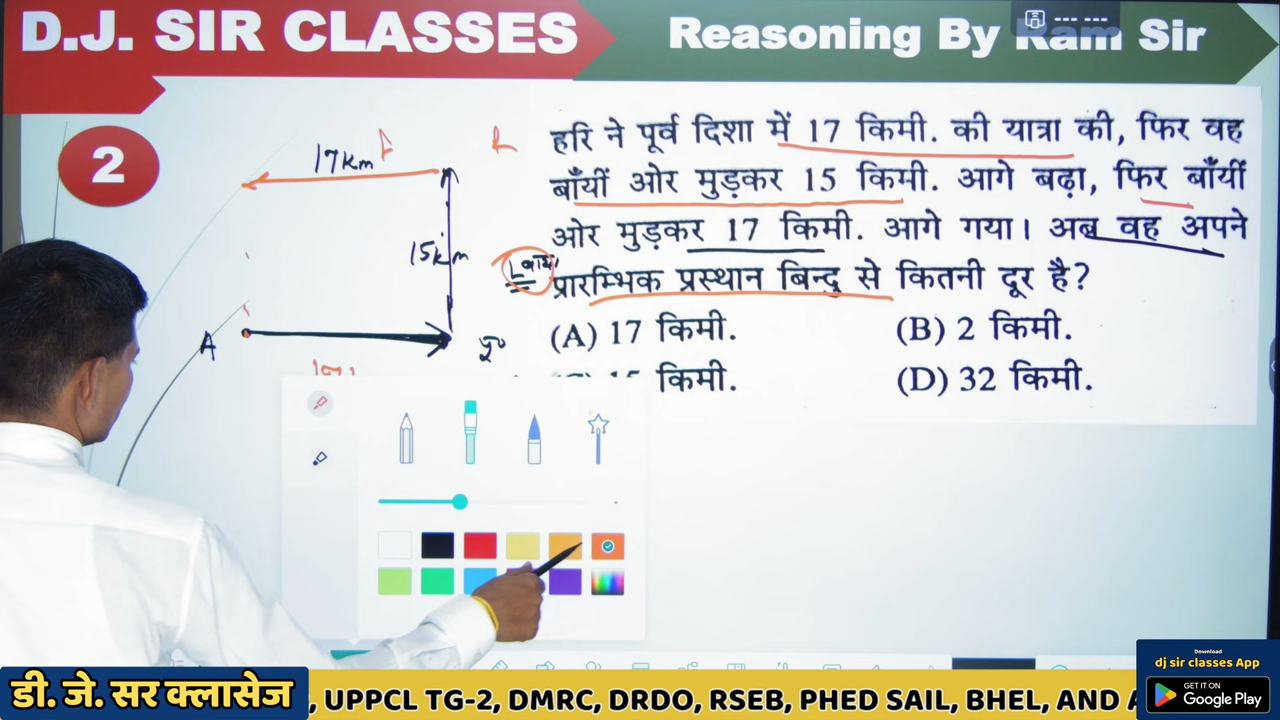 D.J. SIR CLASSES
Reasoning By Ram Sir
2
हरि ने पूर्व दिशा में 17 किमी. की यात्रा की, फिर वह
बाँयीं ओर मुड़कर 15 किमी. आगे बढ़ा, फिर बाँयीं
ओर मुड़कर 17 किमी. आगे गया। अब वह अपने
प्रारम्भिक प्रस्थान बिन्दु से कितनी दूर है?
(A) 17 किमी.
(B) 2 किमी.
किमी.
(D) 32 किमी.
17km
15km
A
पू०
डी. जे. सर क्लासेज
, UPPCL TG-2, DMRC, DRDO, RSEB, PHED SAIL, BHEL, AND
Download
dj sir classes App
GET IT ON
Google Play